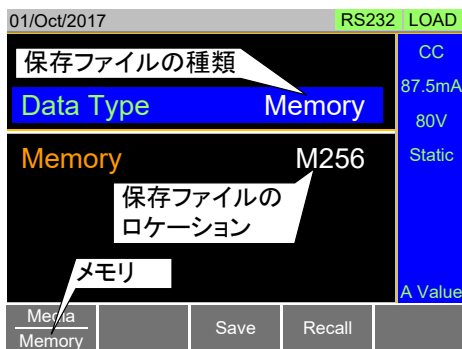 01/Oct/2017 RS232 LOAD
保存ファイルの種類
Data Type Memory
Memory M256
保存ファイルの
ロケーション
メモリ
CC
87.5mA
80V
Static
A Value
Media
Memory
Save
Recall